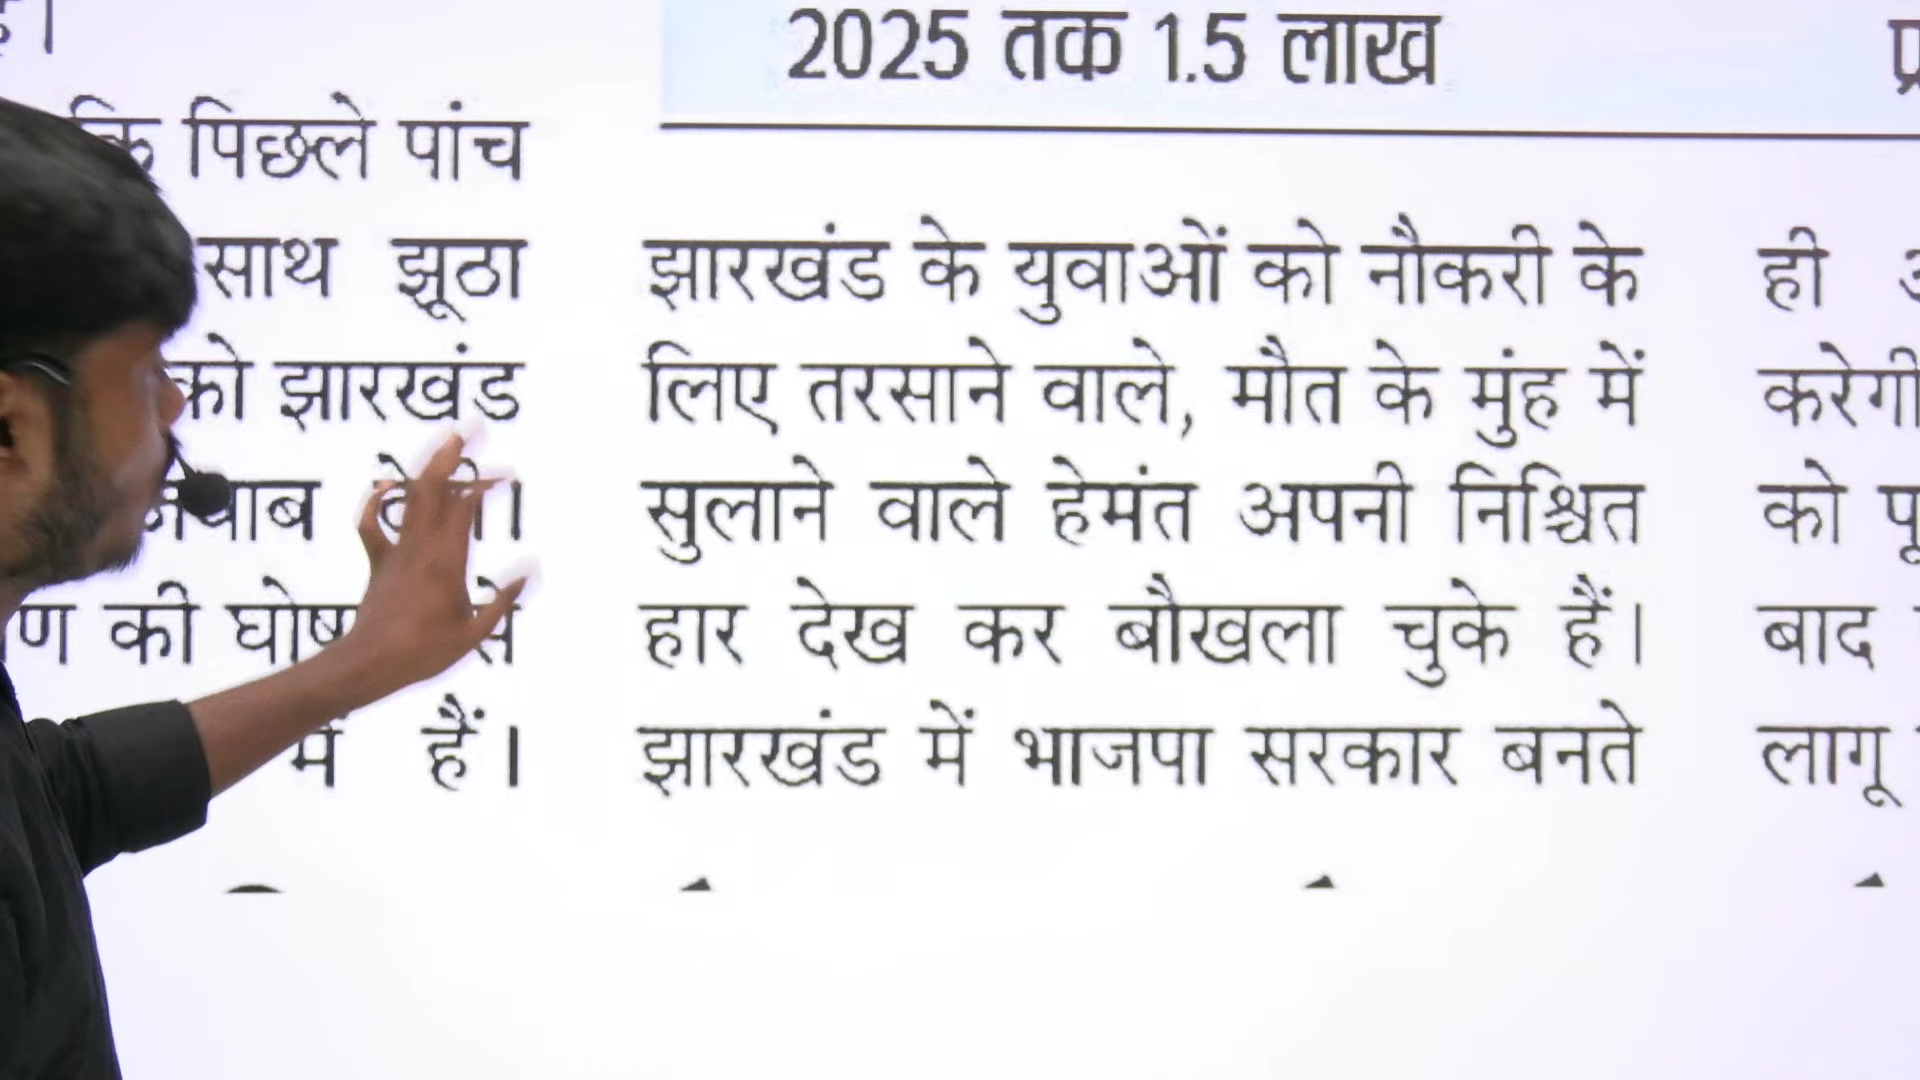 2025 तक 1.5 लाख
पिछले पांच
साथ झूठा
को झारखंड
की
में हैं।
झारखंड के युवाओं को नौकरी के
लिए तरसाने वाले, मौत के मुंह में
सुलाने वाले हेमंत अपनी निश्चित
हार देख कर बौखला चुके हैं।
झारखंड में भाजपा सरकार बनते
ही
करेगी
को
बाद
लागू